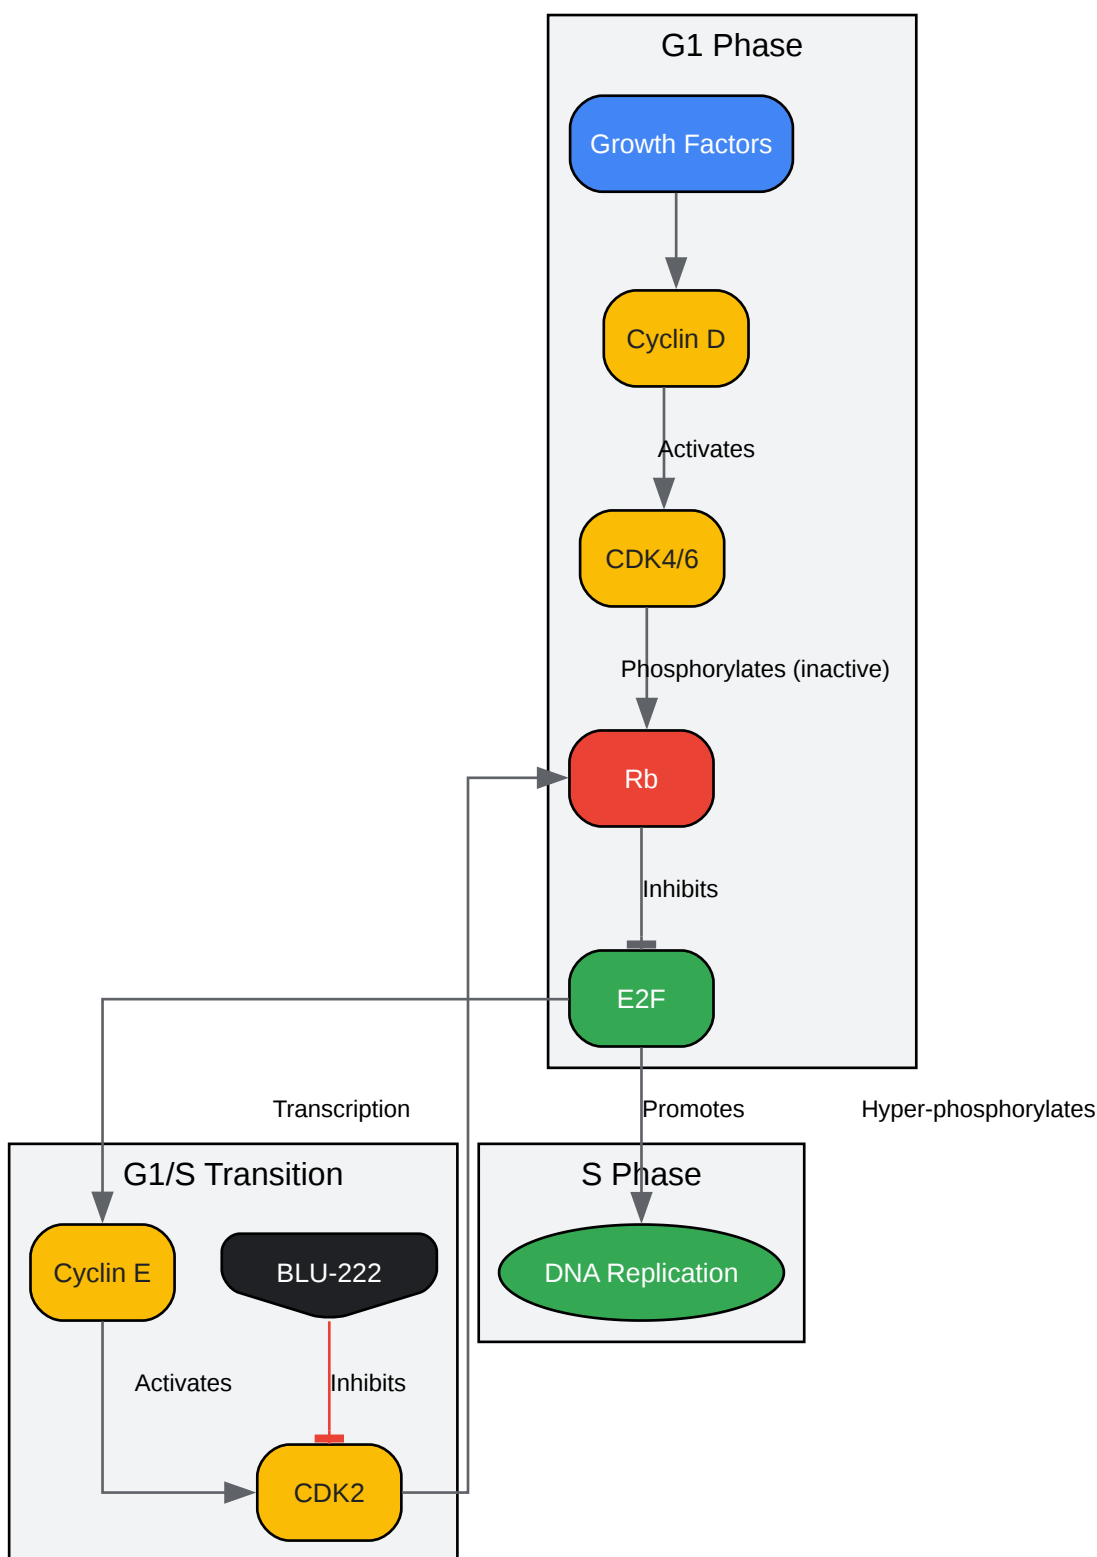 G1 Phase
Growth Factors
Cyclin D
Activates
CDK4/6
Phosphorylates (inactive)
Rb
Inhibits
E2F
Transcription
Promotes
Hyper-phosphorylates
G1/S Transition
S Phase
Cyclin E
BLU-222
DNA Replication
Activates
Inhibits
CDK2